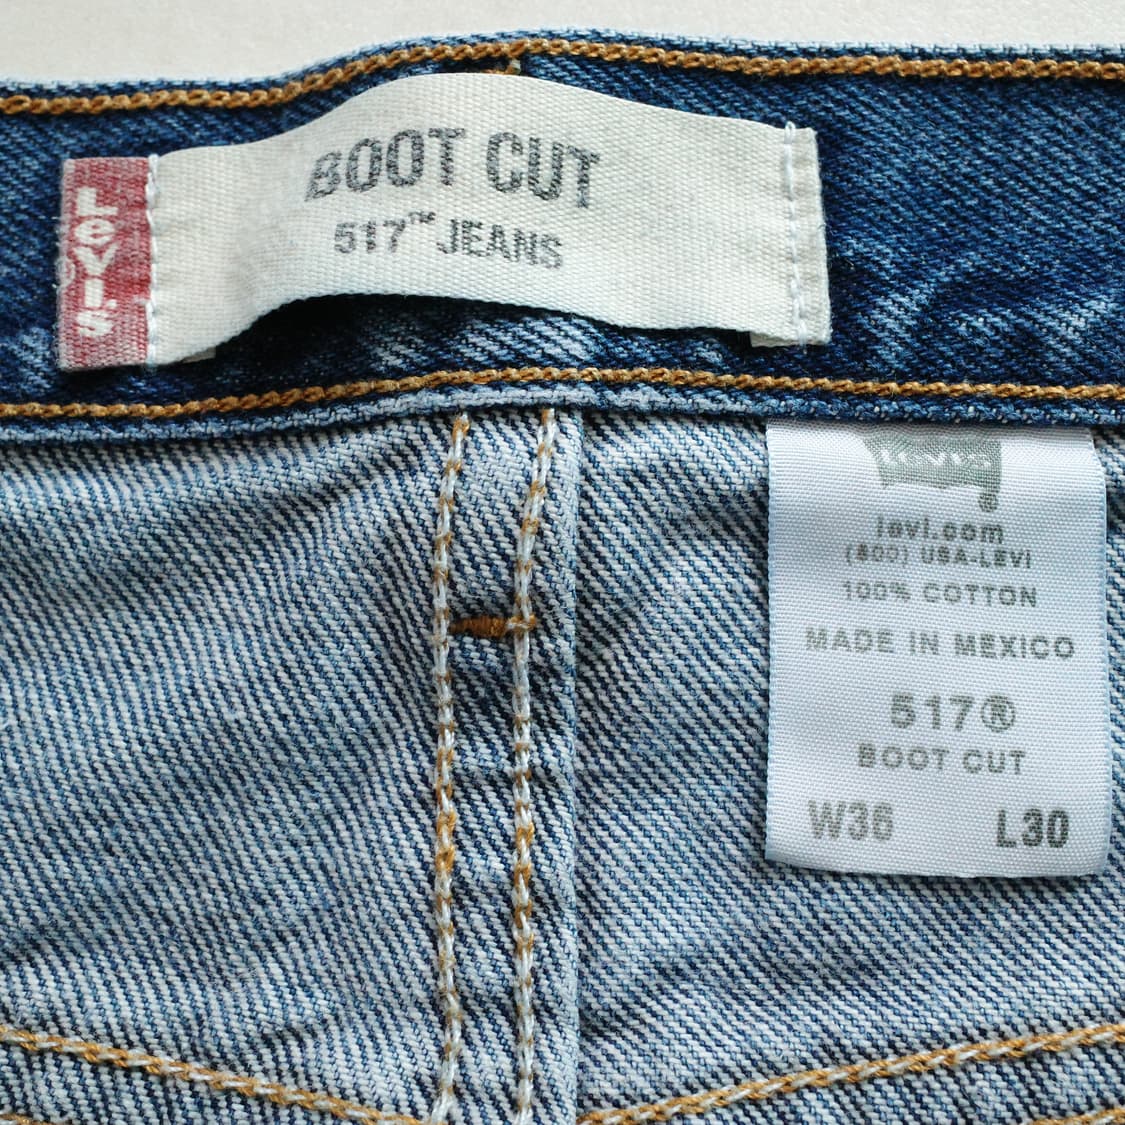 BOOT CUT
517™ JEANS
Levi's
Levi's
levi.com
(800) USA-LEVI
100% COTTON
MADE IN MEXICO
517®
BOOT CUT
W36 L30